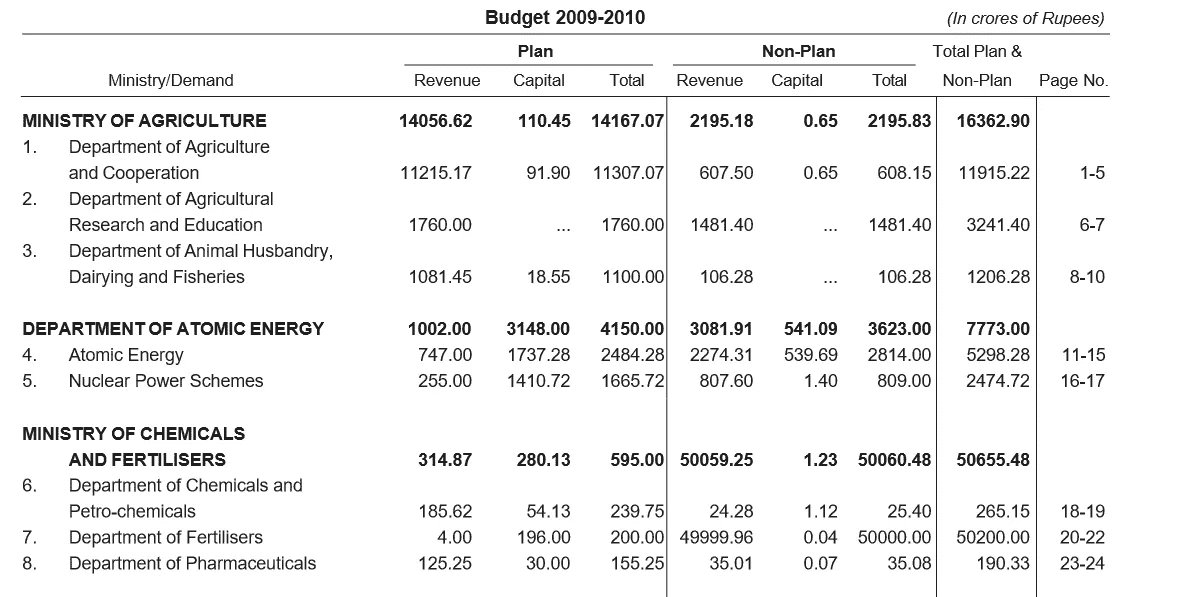 Budget 2009-2010 (In crores of Rupees)
Plan Non-Plan Total Plan &
Ministry/Demand Revenue Capital Total Revenue Capital Total Non-Plan Page No.
MINISTRY OF AGRICULTURE 14056.62 110.45 14167.07 2195.18 0.65 2195.83 16362.90
1. Department of Agriculture
and Cooperation 11215.17 91.90 11307.07 607.50 0.65 608.15 11915.22 1-5
2. Department of Agricultural
Research and Education 1760.00 ... 1760.00 1481.40 ... 1481.40 3241.40 6-7
3. Department of Animal Husbandry,
Dairying and Fisheries 1081.45 18.55 1100.00 106.28 ... 106.28 1206.28 8-10
DEPARTMENT OF ATOMIC ENERGY 1002.00 3148.00 4150.00 3081.91 541.09 3623.00 7773.00
4. Atomic Energy 747.00 1737.28 2484.28 2274.31 539.69 2814.00 5298.28 11-15
5. Nuclear Power Schemes 255.00 1410.72 1665.72 807.60 1.40 809.00 2474.72 16-17
MINISTRY OF CHEMICALS
AND FERTILISERS 314.87 280.13 595.00 50059.25 1.23 50060.48 50655.48
6. Department of Chemicals and
Petro-chemicals 185.62 54.13 239.75 24.28 1.12 25.40 265.15 18-19
7. Department of Fertilisers 4.00 196.00 200.00 49999.96 0.04 50000.00 50200.00 20-22
8. Department of Pharmaceuticals 125.25 30.00 155.25 35.01 0.07 35.08 190.33 23-24